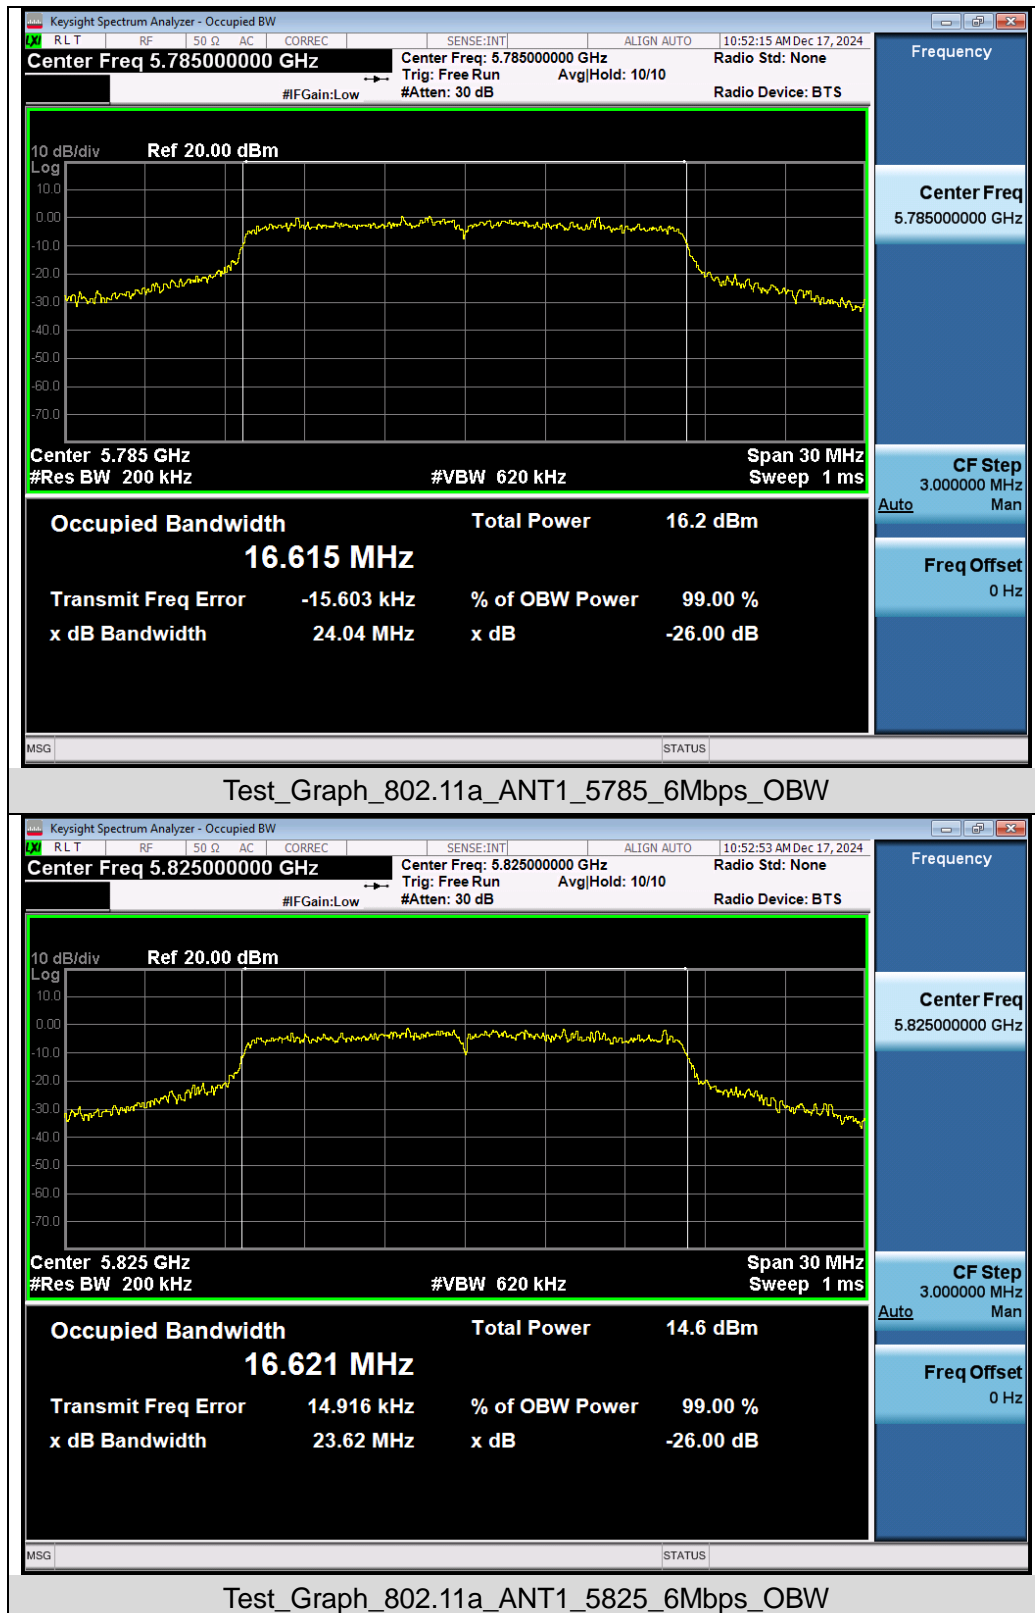 Keysight Spectrum Analyzer - Occupied BW
LXI RLT RF 50 Ω AC CORREC SENSE:INT ALIGN AUTO 10:52:15 AM Dec 17, 2024
Center Freq 5.785000000 GHz Center Freq: 5.785000000 GHz Radio Std: None
Trig: Free Run Avg|Hold: 10/10
#IFGain:Low #Atten: 30 dB Radio Device: BTS
Frequency
10 dB/div Ref 20.00 dBm
Log
10.0
0.00
-10.0
-20.0
-30.0
-40.0
-50.0
-60.0
-70.0
Center 5.785 GHz Span 30 MHz
#Res BW 200 kHz #VBW 620 kHz Sweep 1 ms
Center Freq
5.785000000 GHz
CF Step
3.000000 MHz
Auto Man
Freq Offset
0 Hz
Occupied Bandwidth Total Power 16.2 dBm
16.615 MHz
Transmit Freq Error -15.603 kHz % of OBW Power 99.00 %
x dB Bandwidth 24.04 MHz x dB -26.00 dB
MSG STATUS
Test_Graph_802.11a_ANT1_5785_6Mbps_OBW
Keysight Spectrum Analyzer - Occupied BW
LXI RLT RF 50 Ω AC CORREC SENSE:INT ALIGN AUTO 10:52:53 AM Dec 17, 2024
Center Freq 5.825000000 GHz Center Freq: 5.825000000 GHz Radio Std: None
Trig: Free Run Avg|Hold: 10/10
#IFGain:Low #Atten: 30 dB Radio Device: BTS
Frequency
10 dB/div Ref 20.00 dBm
Log
10.0
0.00
-10.0
-20.0
-30.0
-40.0
-50.0
-60.0
-70.0
Center 5.825 GHz Span 30 MHz
#Res BW 200 kHz #VBW 620 kHz Sweep 1 ms
Center Freq
5.825000000 GHz
CF Step
3.000000 MHz
Auto Man
Freq Offset
0 Hz
Occupied Bandwidth Total Power 14.6 dBm
16.621 MHz
Transmit Freq Error 14.916 kHz % of OBW Power 99.00 %
x dB Bandwidth 23.62 MHz x dB -26.00 dB
MSG STATUS
Test_Graph_802.11a_ANT1_5825_6Mbps_OBW